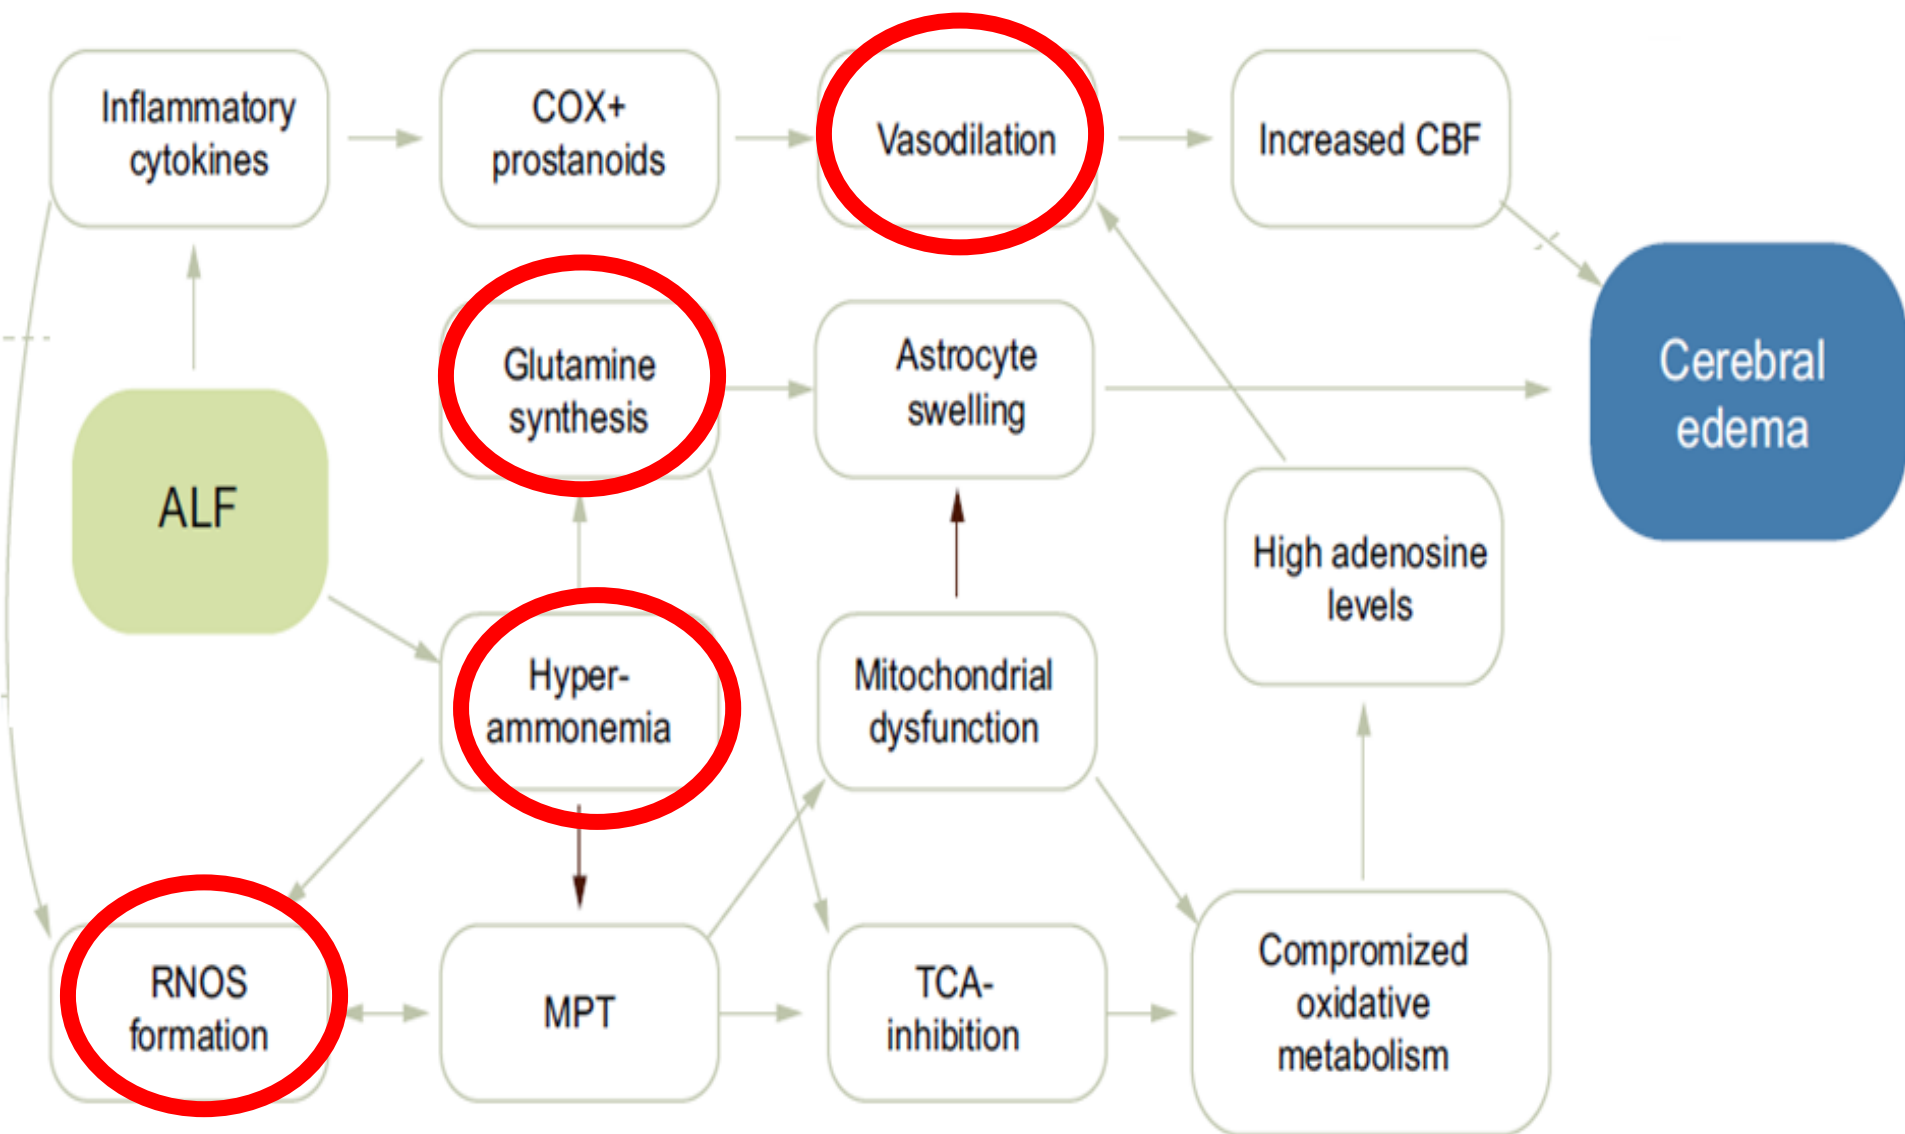 Inflammatory
cytokines
COX+
prostanoids
Vasodilation
Increased CBF
Glutamine
synthesis
Astrocyte
swelling
Cerebral
edema
ALF
High adenosine
levels
Hyper-
ammonemia
Mitochondrial
dysfunction
RNOS
formation
MPT
TCA-
inhibition
Compromized
oxidative
metabolism